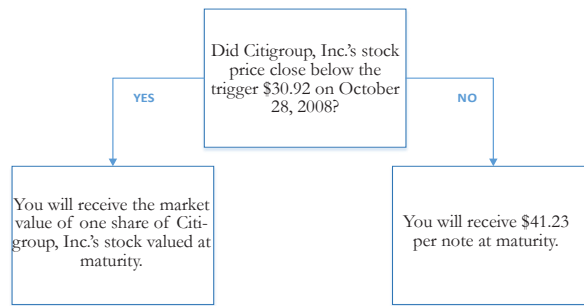 Did Citigroup, Inc.'s stock
price close below the
trigger $30.92 on October
28, 2008?
YES
NO
You will receive the market
value of one share of Citi-
group, Inc.'s stock valued at
maturity.
You will receive $41.23
per note at maturity.